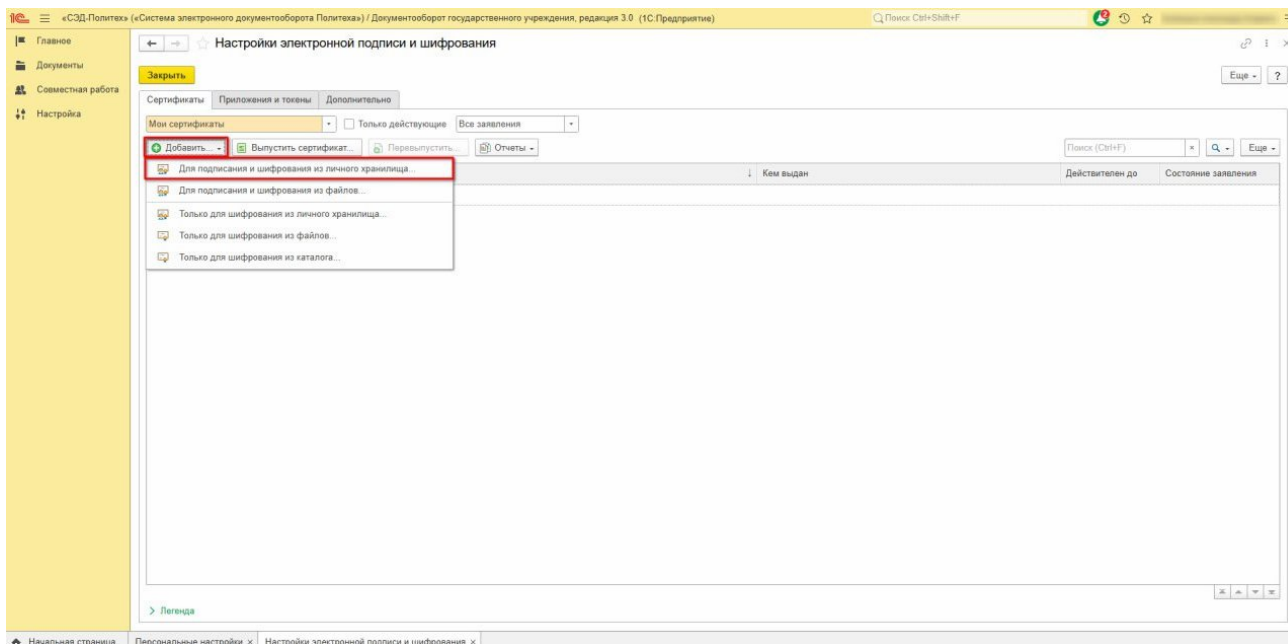 1С «СЭД-Политех» («Система электронного документооборота Политеха») / Документооборот государственного учреждения, редакция 3.0 (1С:Предприятие) Поиск Ctrl+Shift+F 2
Главное
Документы
Совместная работа
Настройка
Настройки электронной подписи и шифрования
Закрыть Еще ?
Сертификаты Приложения и токены Дополнительно
Мои сертификаты Только действующие Все заявления
Добавить... Выпустить сертификат... Перевыпустить... Отчеты Поиск (Ctrl+F) × Еще
Для подписания и шифрования из личного хранилища... Кем выдан Действителен до Состояние заявления
Для подписания и шифрования из файлов...
Только для шифрования из личного хранилища...
Только для шифрования из файлов...
Только для шифрования из каталога...
Легенда
Начальная страница Персональные настройки × Настройки электронной подписи и шифрования ×